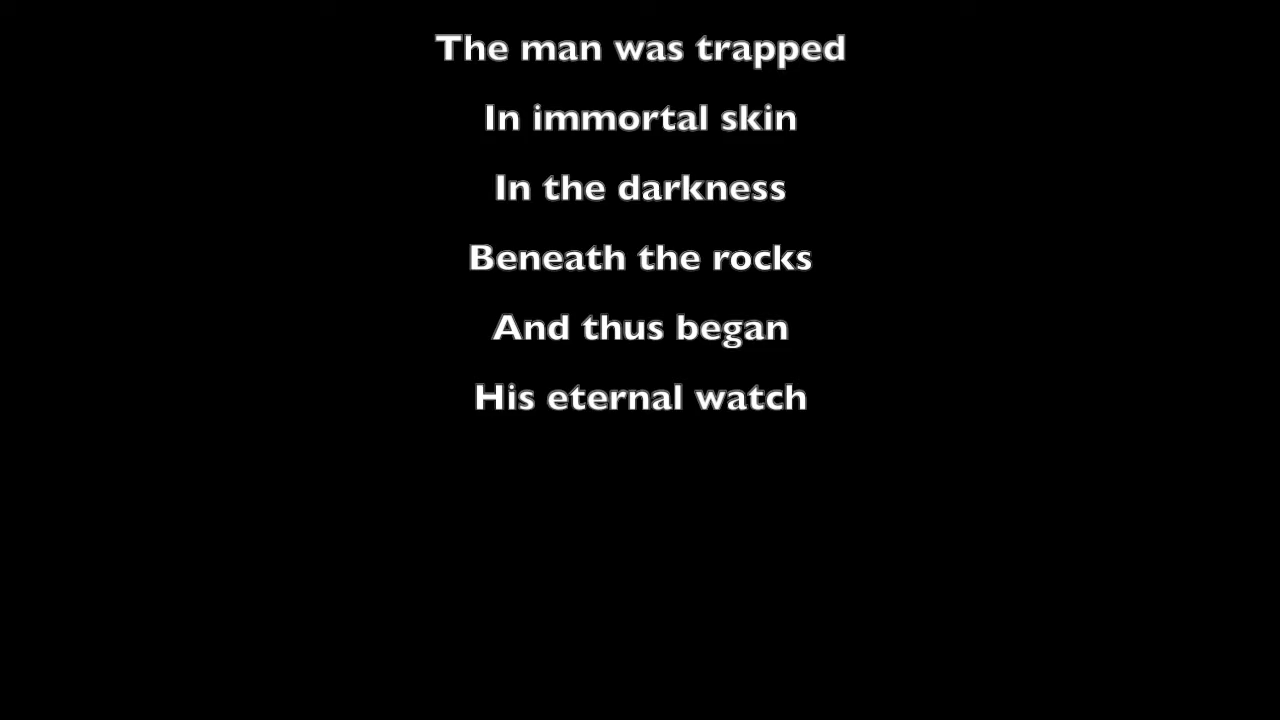 The man was trapped
In immortal skin
In the darkness
Beneath the rocks
And thus began
His eternal watch